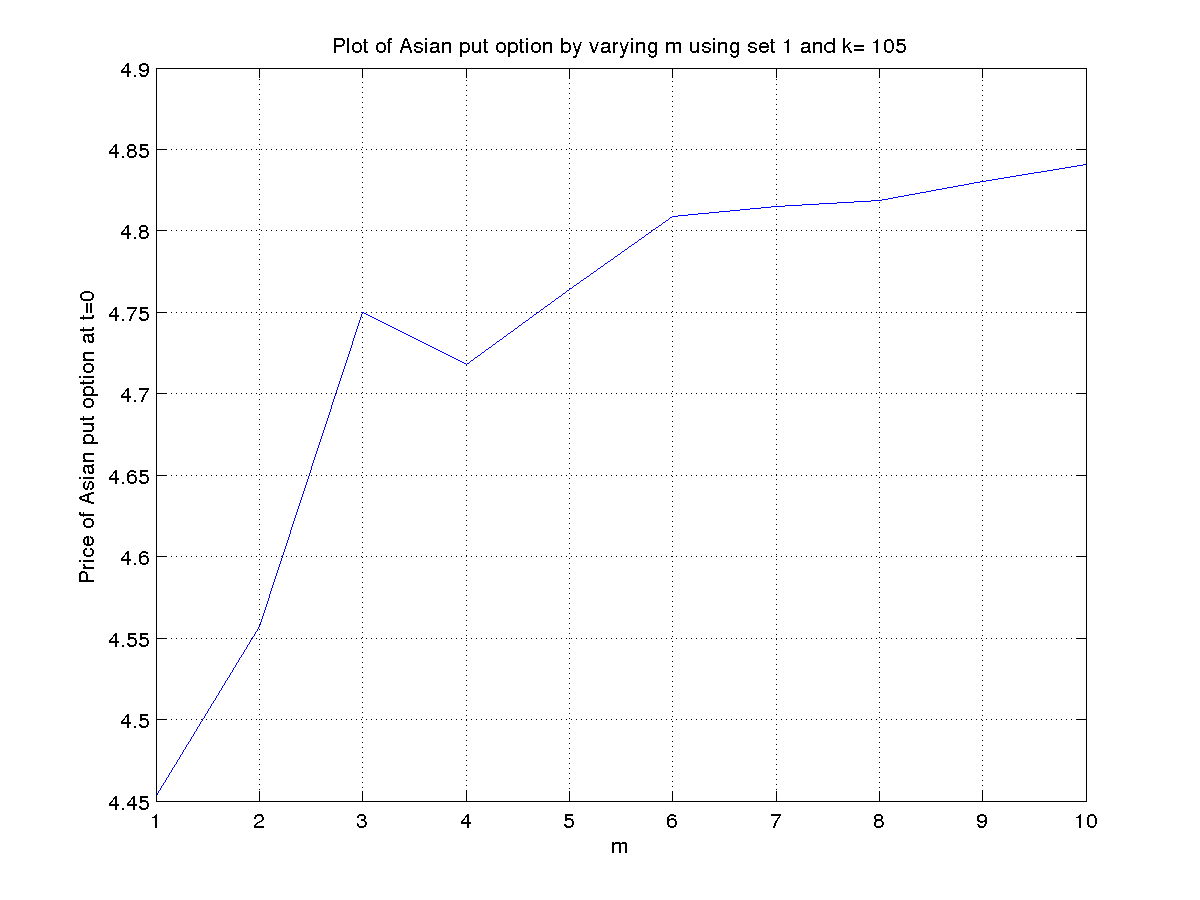 Plot of Asian put option by varying m using set 1 and k= 105
4.9
4.85
4.8
4.75
4.7
4.65
4.6
4.55
4.5
4.45
Price of Asian put option at t=0
1 2 3 4 5 6 7 8 9 10
m